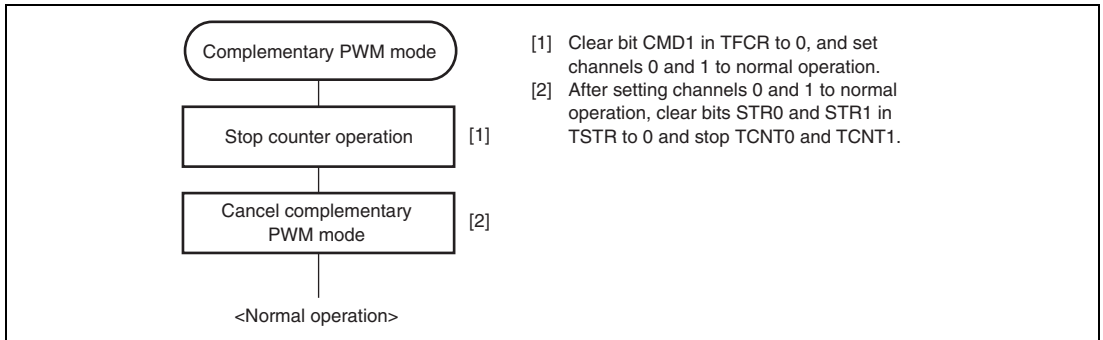 Complementary PWM mode
Stop counter operation
[1]
Cancel complementary
PWM mode
[2]
<Normal operation>
[1] Clear bit CMD1 in TFCR to 0, and set
channels 0 and 1 to normal operation.
[2] After setting channels 0 and 1 to normal
operation, clear bits STR0 and STR1 in
TSTR to 0 and stop TCNT0 and TCNT1.